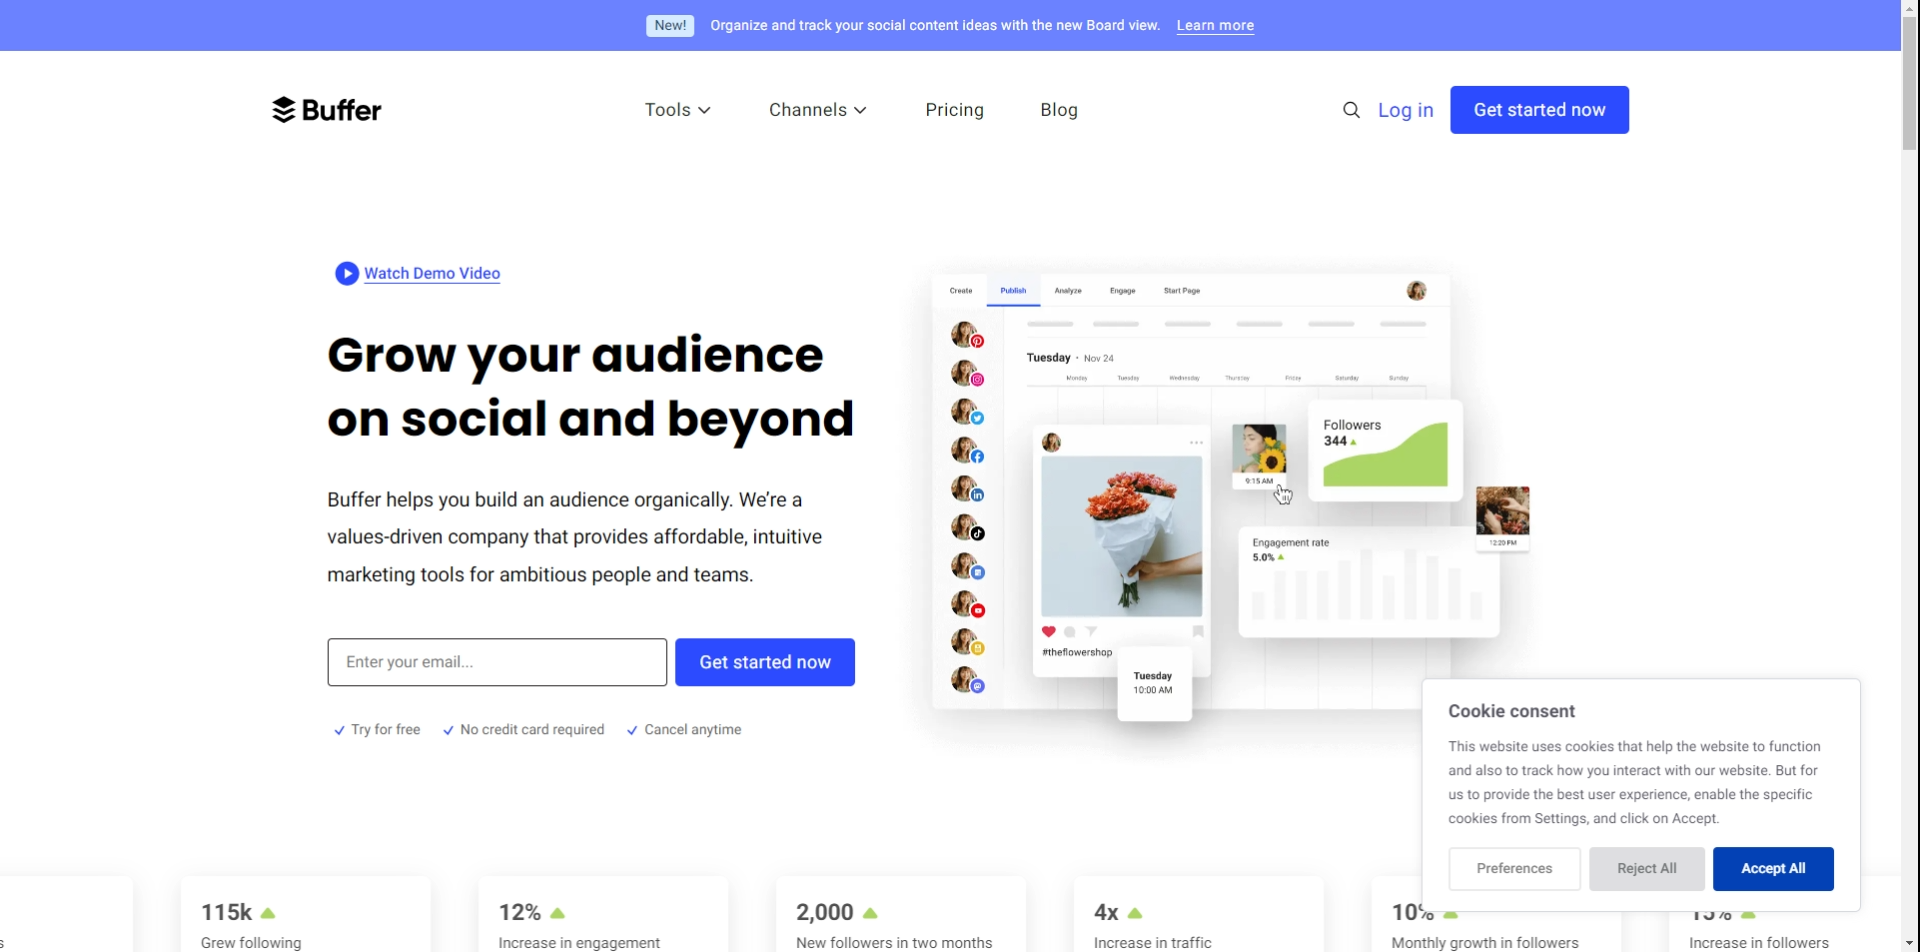 New! Organize and track your social content ideas with the new Board view. Learn more
Buffer
Tools
Channels
Pricing
Blog
Log in
Get started now
Watch Demo Video
Grow your audience
on social and beyond
Buffer helps you build an audience organically. We’re a
values-driven company that provides affordable, intuitive
marketing tools for ambitious people and teams.
Enter your email...
Get started now
Try for free
No credit card required
Cancel anytime
Create
Publish
Analyze
Engage
Start Page
Tuesday · Nov 24
Monday
Tuesday
Wednesday
Thursday
Friday
Saturday
Sunday
9:15 AM
Followers
344
12:20 PM
Engagement rate
5.0%
#theflowershop
Tuesday
10:00 AM
Cookie consent
This website uses cookies that help the website to function
and also to track how you interact with our website. But for
us to provide the best user experience, enable the specific
cookies from Settings, and click on Accept.
Preferences
Reject All
Accept All
s
115k
Grew following
12%
Increase in engagement
2,000
New followers in two months
4x
Increase in traffic
10%
Monthly growth in followers
15%
Increase in followers